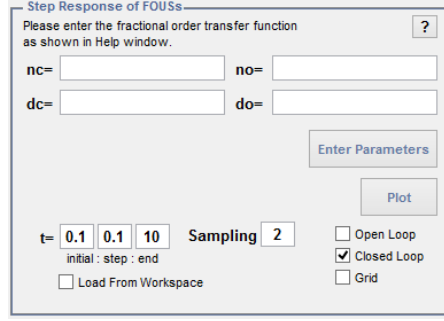 Step Response of FOUSs
Please enter the fractional order transfer function
as shown in Help window.
?
nc=
no=
dc=
do=
Enter Parameters
Plot
t= 0.1 0.1 10 Sampling 2
initial : step : end
Load From Workspace
Open Loop
Closed Loop
Grid